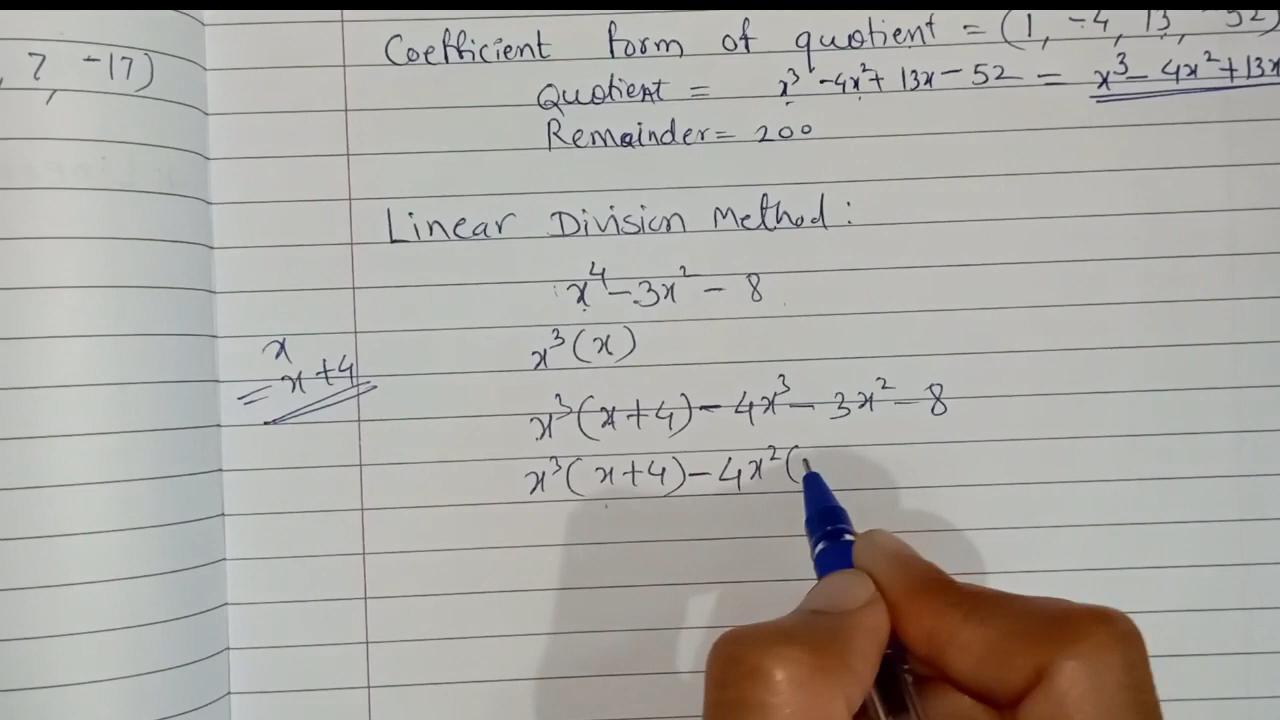 , 7, -17)
Coefficient form of quotient = (1, -4, 13, -52)
Quotient = x³ -4x²+ 13x - 52 = x³- 4x²+13x
Remainder= 200
Linear Division Method:
x⁴-3x² - 8
x³(x)
x
= x+4
x³(x+4)- 4x³- 3x²-8
x³(x+4)- 4x²(